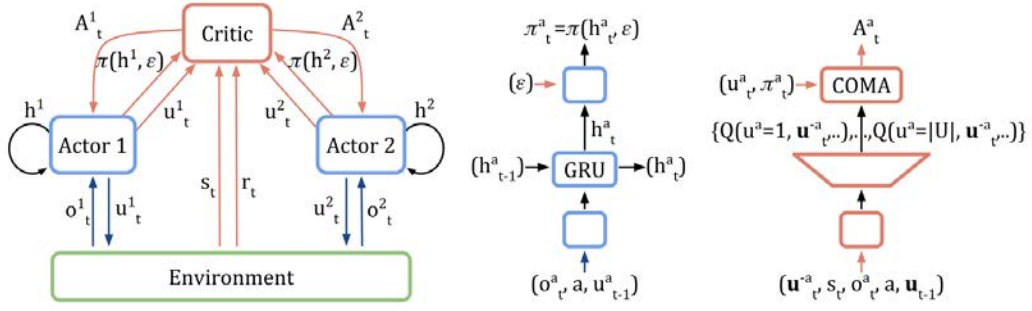 A¹ₜ
Critic
A²ₜ
π(h¹, ε)
π(h², ε)
h¹
u¹ₜ
u²ₜ
h²
Actor 1
Actor 2
o¹ₜ
u¹ₜ
sₜ
rₜ
u²ₜ
o²ₜ
Environment
πᵃₜ=π(hᵃₜ, ε)
(ε)
hᵃₜ
(hᵃₜ₋₁)
GRU
(hᵃₜ)
(oᵃₜ, a, uᵃₜ₋₁)
Aᵃₜ
(uᵃₜ, πᵃₜ)
COMA
{Q(uᵃ=1, u⁻ᵃₜ,..),...,Q(uᵃ=|U|, u⁻ᵃₜ,..)}
(u⁻ᵃₜ, sₜ, oᵃₜ, a, uₜ₋₁)